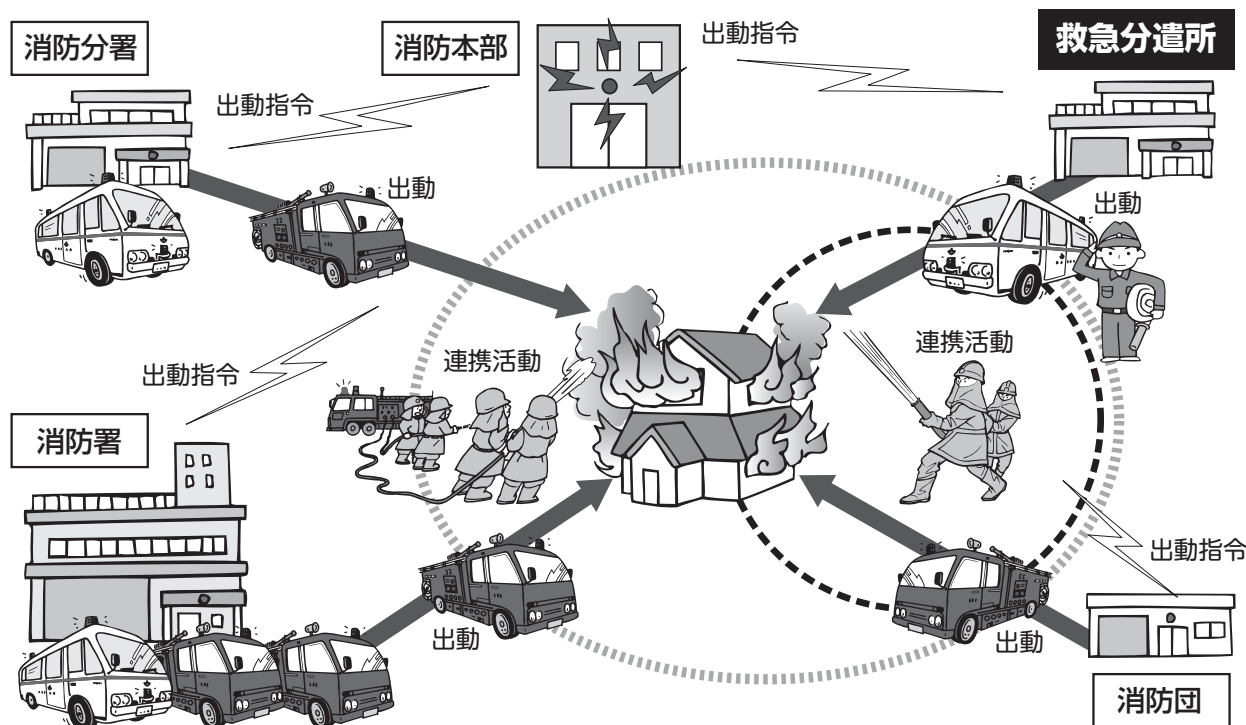 消防分署
消防本部
出動指令
救急分遣所
出動指令
出動
出動
連携活動
連携活動
出動指令
消防署
出動指令
出動
出動
消防団